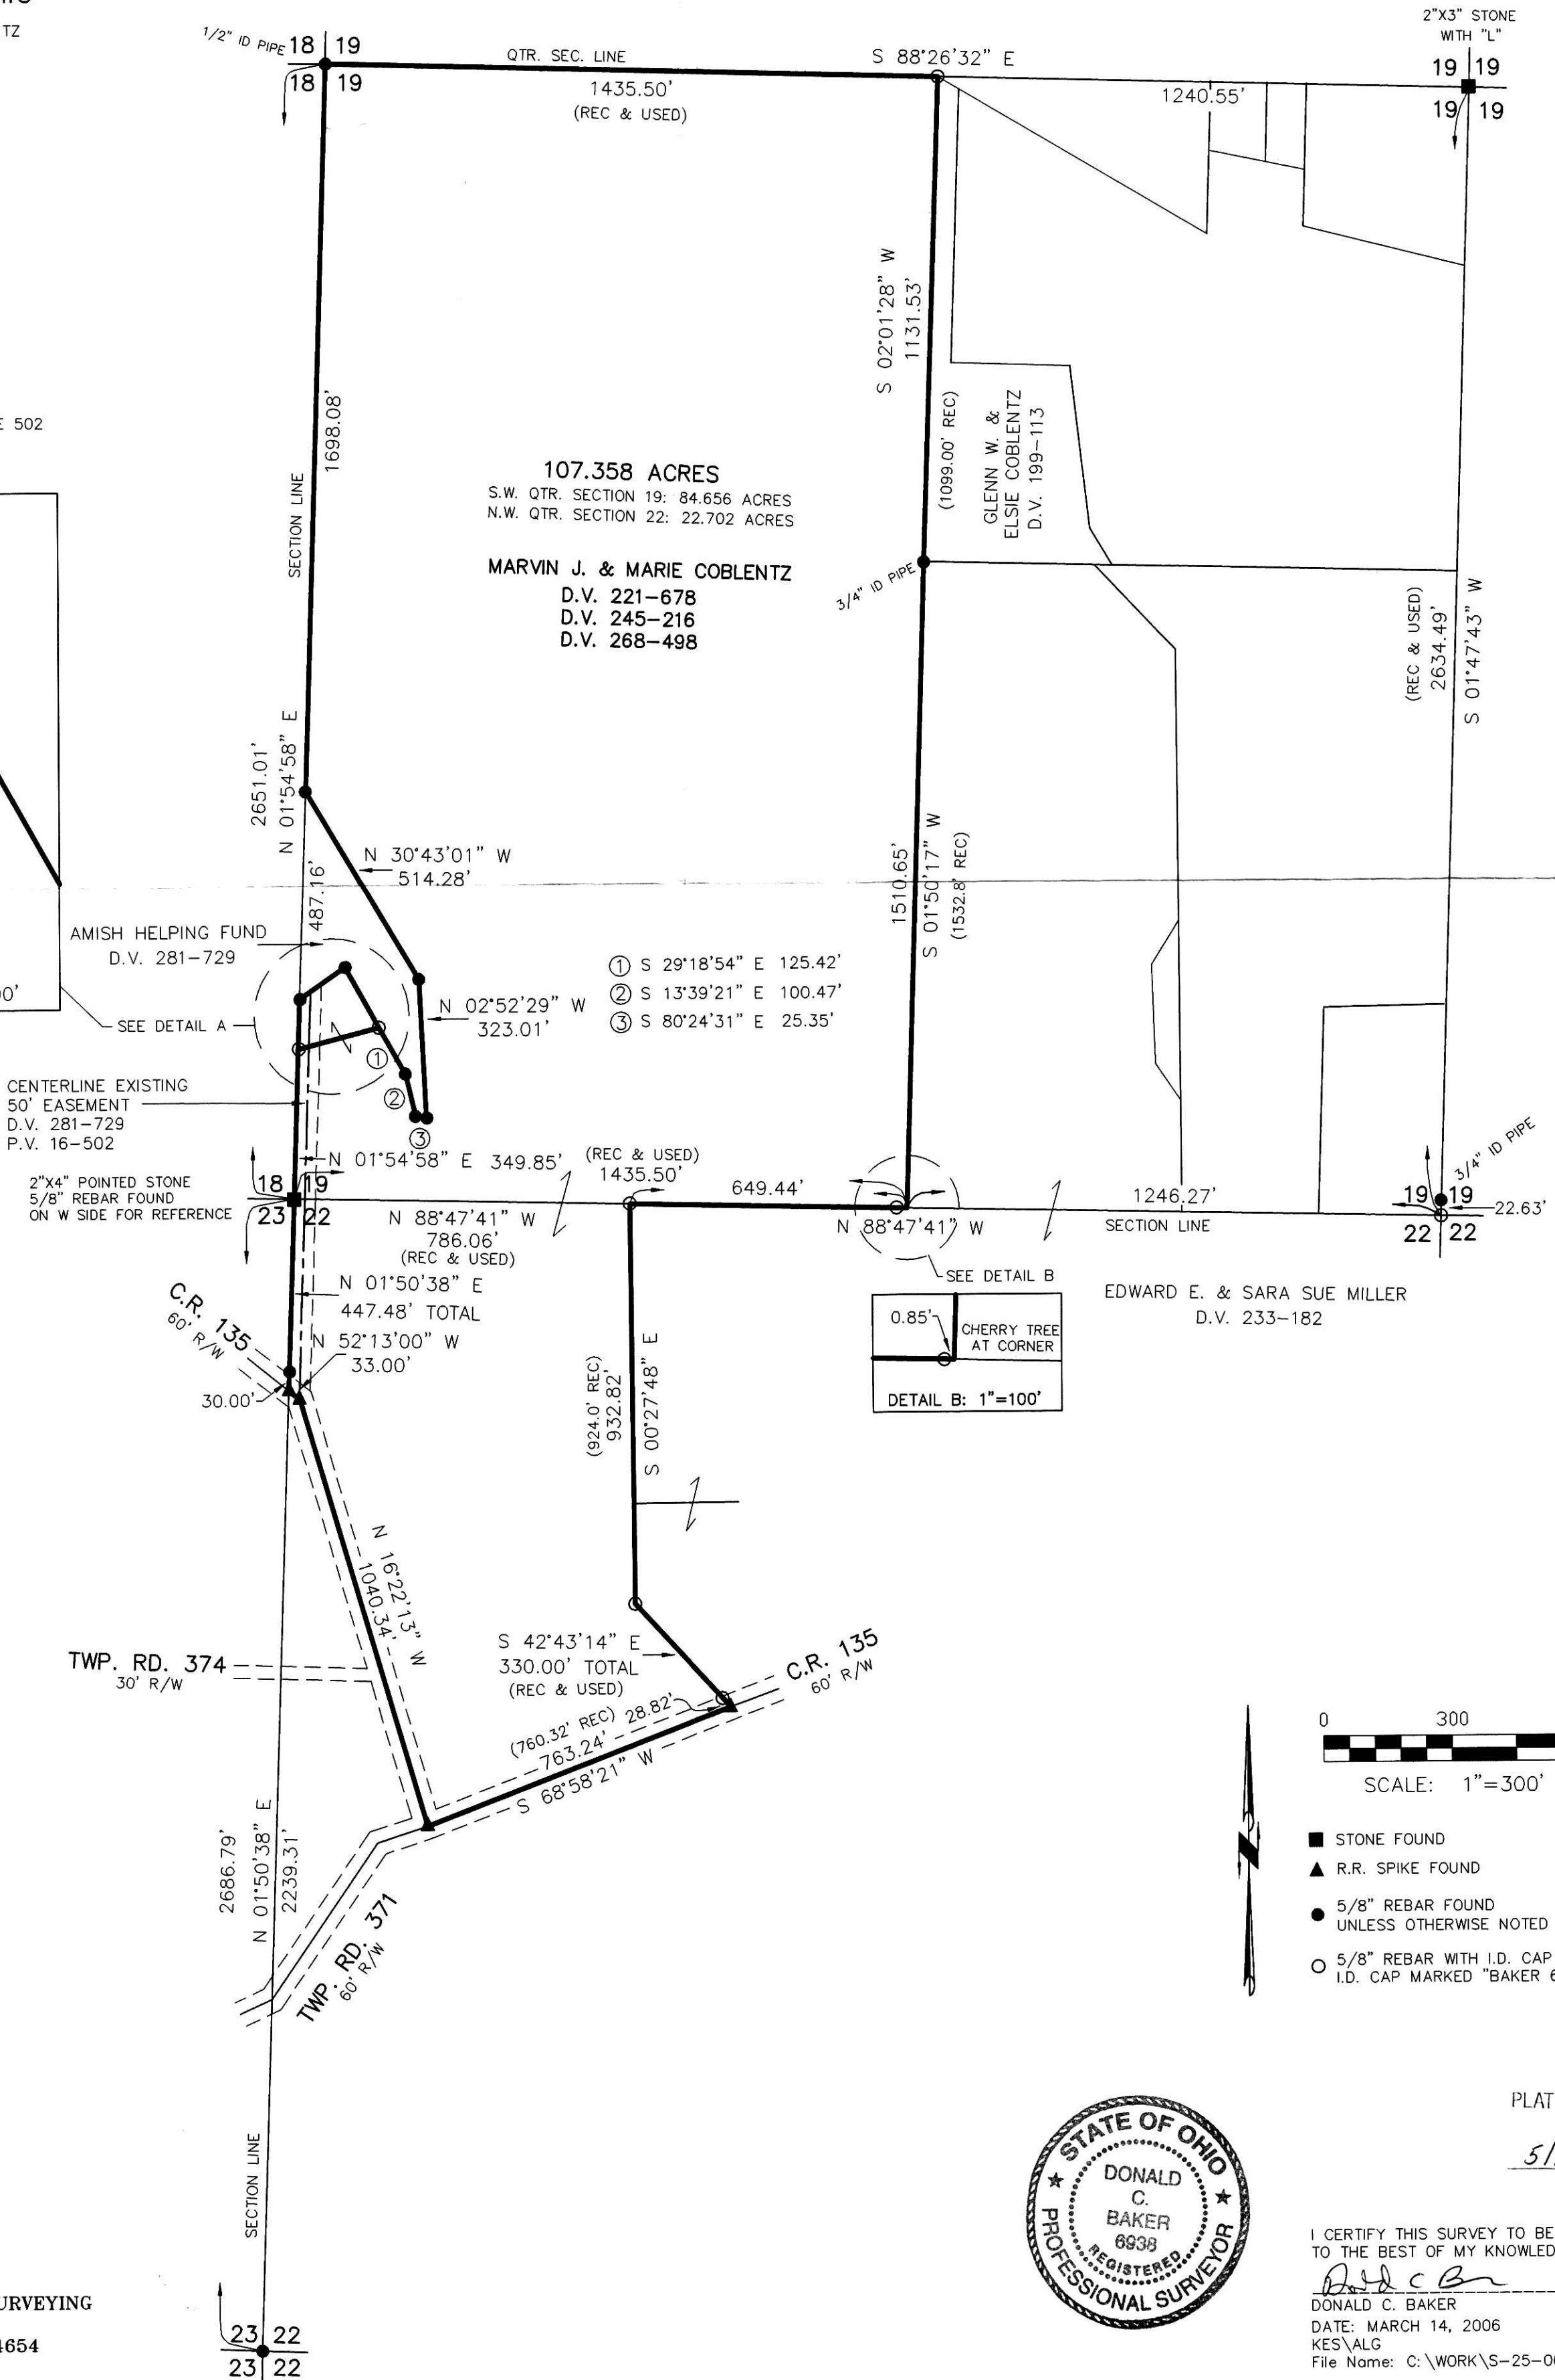 TZ
1/2" ID PIPE
18 19
18 19
QTR. SEC. LINE
S 88°26'32" E
1435.50'
(REC & USED)
1240.55'
2"X3" STONE
WITH "L"
19 19
19 19
S 02°01'28" W
1131.53'
(1099.00' REC)
GLENN W. &
ELSIE COBLENTZ
D.V. 199-113
E 502
1698.08'
SECTION LINE
107.358 ACRES
S.W. QTR. SECTION 19: 84.656 ACRES
N.W. QTR. SECTION 22: 22.702 ACRES
MARVIN J. & MARIE COBLENTZ
D.V. 221-678
D.V. 245-216
D.V. 268-498
3/4" ID PIPE
(REC & USED)
2634.49'
S 01°47'43" W
2651.01'
N 01°54'58" E
N 30°43'01" W
514.28'
487.16'
1510.65'
S 01°50'17" W
(1532.8' REC)
AMISH HELPING FUND
D.V. 281-729
0'
SEE DETAIL A
N 02°52'29" W
323.01'
1 S 29°18'54" E 125.42'
2 S 13°39'21" E 100.47'
3 S 80°24'31" E 25.35'
1
2
3
CENTERLINE EXISTING
50' EASEMENT
D.V. 281-729
P.V. 16-502
N 01°54'58" E 349.85'
(REC & USED)
1435.50'
2"X4" POINTED STONE
5/8" REBAR FOUND
ON W SIDE FOR REFERENCE
18 19
23 22
N 88°47'41" W
786.06'
(REC & USED)
649.44'
N 88°47'41" W
1246.27'
SECTION LINE
3/4" ID PIPE
19 19
22.63'
22 22
SEE DETAIL B
EDWARD E. & SARA SUE MILLER
D.V. 233-182
0.85'
CHERRY TREE
AT CORNER
DETAIL B: 1"=100'
N 01°50'38" E
447.48' TOTAL
C.R. 135
60' R/W
N 52°13'00" W
33.00'
30.00'
(924.0' REC)
932.82'
S 00°27'48" E
N 16°22'13" W
1040.34'
TWP. RD. 374
30' R/W
S 42°43'14" E
330.00' TOTAL
(REC & USED)
C.R. 135
60' R/W
(760.32' REC) 28.82'
763.24'
S 68°58'21" W
0 300
SCALE: 1"=300'
STONE FOUND
R.R. SPIKE FOUND
5/8" REBAR FOUND
UNLESS OTHERWISE NOTED
5/8" REBAR WITH I.D. CAP
I.D. CAP MARKED "BAKER 6
N
2686.79'
N 01°50'38" E
2239.31'
TWP. RD. 371
60' R/W
SECTION LINE
STATE OF OHIO
DONALD
C.
BAKER
6938
REGISTERED
PROFESSIONAL SURVEYOR
PLAT
5/
I CERTIFY THIS SURVEY TO BE
TO THE BEST OF MY KNOWLED
DONALD C. BAKER
DATE: MARCH 14, 2006
KES\ALG
File Name: C:\WORK\S-25-0
URVEYING
4654
23 22
23 22